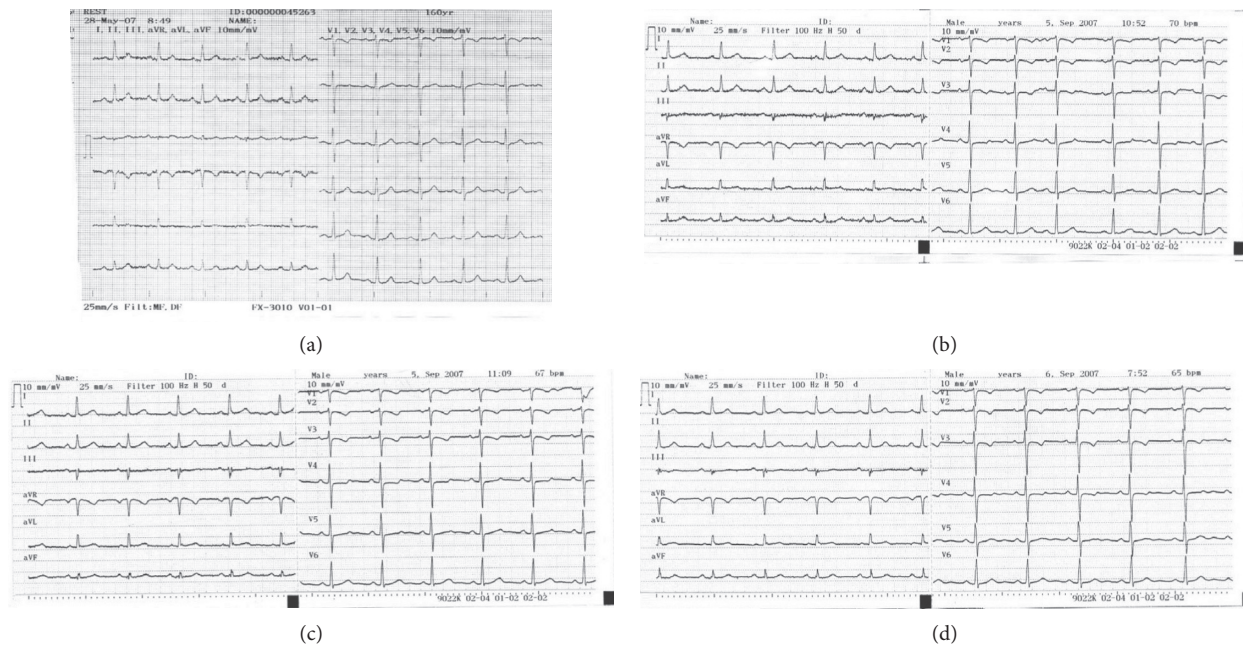 REST ID:000000045263 160yr
28-May-07 8:49 NAME:
I, II, III, aVR, aVL, aVF 10mm/mV V1, V2, V3, V4, V5, V6 10mm/mV
25mm/s Filt:MF, DF FX-3010 V01-01
(a)
Name: ID: Male years 5, Sep 2007 10:52 70 bpm
10 mm/mV 25 mm/s Filter 100 Hz H 50 d 10 mm/mV
I V1
II V2
III V3
aVR V4
aVL V5
aVF V6
9022K 02-04 01-02 02-02
(b)
Name: ID: Male years 5, Sep 2007 11:09 67 bpm
10 mm/mV 25 mm/s Filter 100 Hz H 50 d 10 mm/mV
I V1
II V2
III V3
aVR V4
aVL V5
aVF V6
9022K 02-04 01-02 02-02
(c)
Name: ID: Male years 6, Sep 2007 7:52 65 bpm
10 mm/mV 25 mm/s Filter 100 Hz H 50 d 10 mm/mV
I V1
II V2
III V3
aVR V4
aVL V5
aVF V6
9022K 02-04 01-02 02-02
(d)